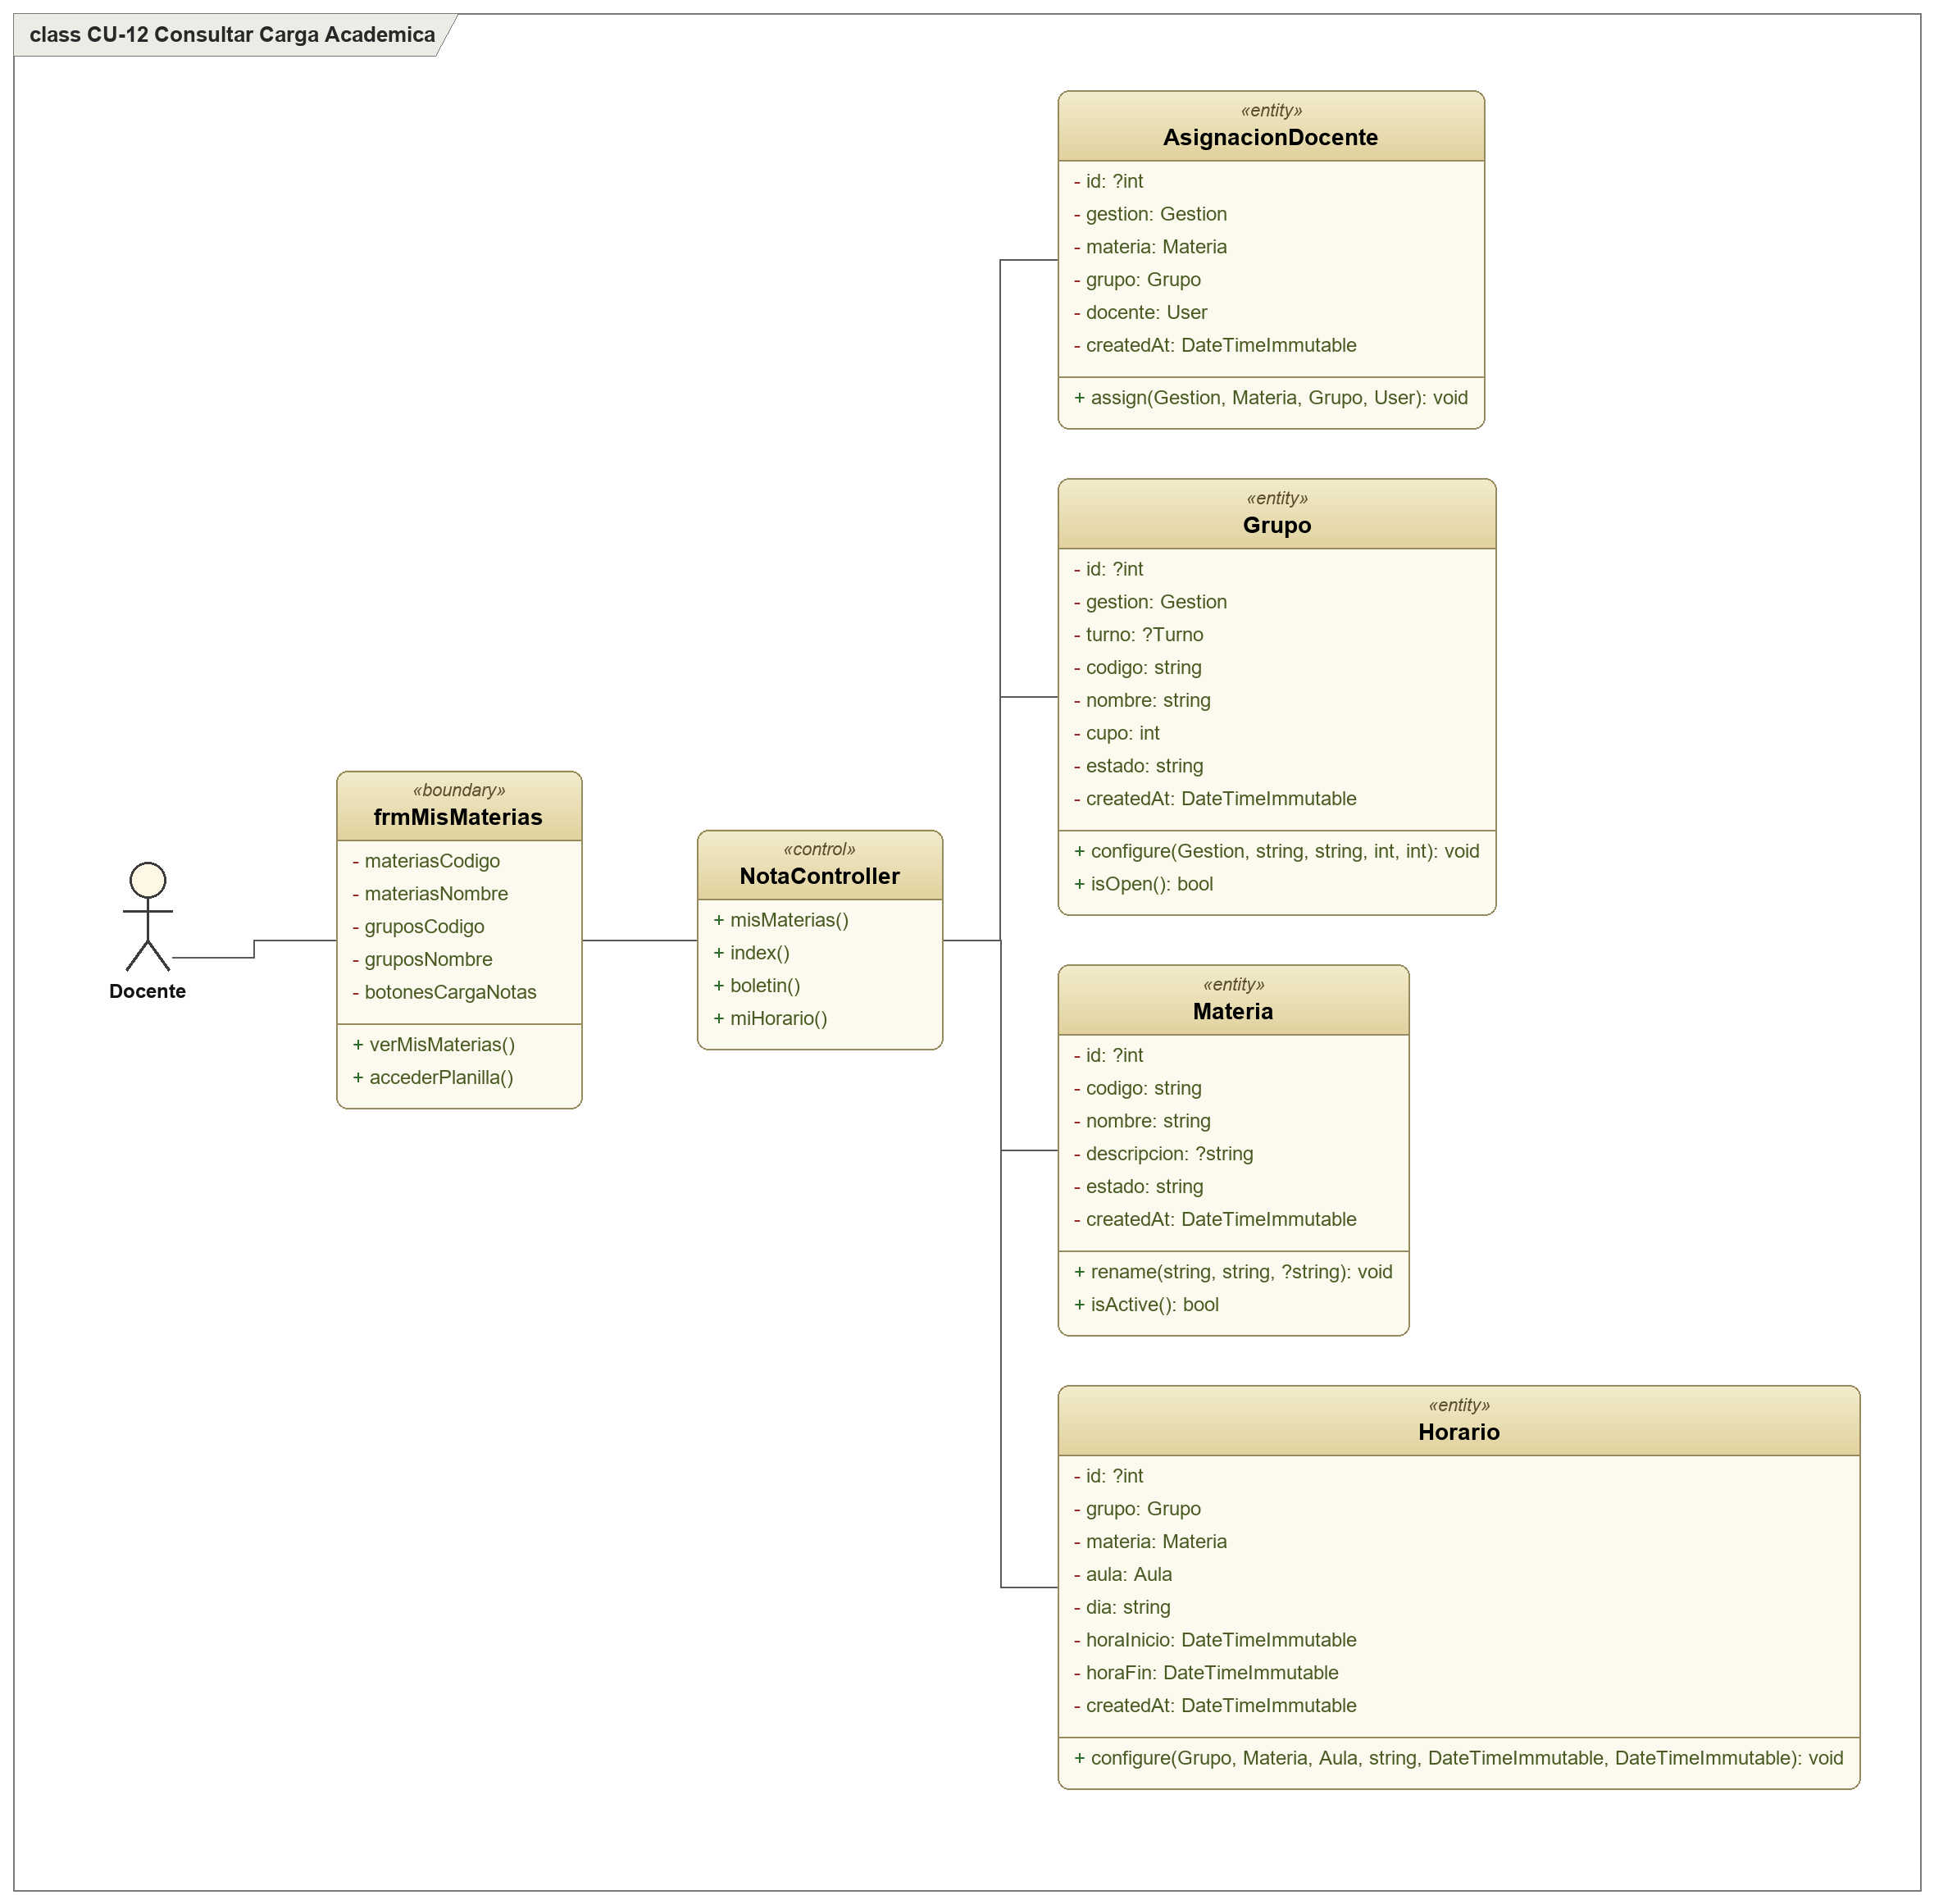 class CU-12 Consultar Carga Academica
«entity»
AsignacionDocente
- id: ?int
- gestion: Gestion
- materia: Materia
- grupo: Grupo
- docente: User
- createdAt: DateTimeImmutable
+ assign(Gestion, Materia, Grupo, User): void
«entity»
Grupo
- id: ?int
- gestion: Gestion
- turno: ?Turno
- codigo: string
- nombre: string
- cupo: int
- estado: string
- createdAt: DateTimeImmutable
+ configure(Gestion, string, string, int, int): void
+ isOpen(): bool
Docente
«boundary»
frmMisMaterias
- materiasCodigo
- materiasNombre
- gruposCodigo
- gruposNombre
- botonesCargaNotas
+ verMisMaterias()
+ accederPlanilla()
«control»
NotaController
+ misMaterias()
+ index()
+ boletin()
+ miHorario()
«entity»
Materia
- id: ?int
- codigo: string
- nombre: string
- descripcion: ?string
- estado: string
- createdAt: DateTimeImmutable
+ rename(string, string, ?string): void
+ isActive(): bool
«entity»
Horario
- id: ?int
- grupo: Grupo
- materia: Materia
- aula: Aula
- dia: string
- horaInicio: DateTimeImmutable
- horaFin: DateTimeImmutable
- createdAt: DateTimeImmutable
+ configure(Grupo, Materia, Aula, string, DateTimeImmutable, DateTimeImmutable): void